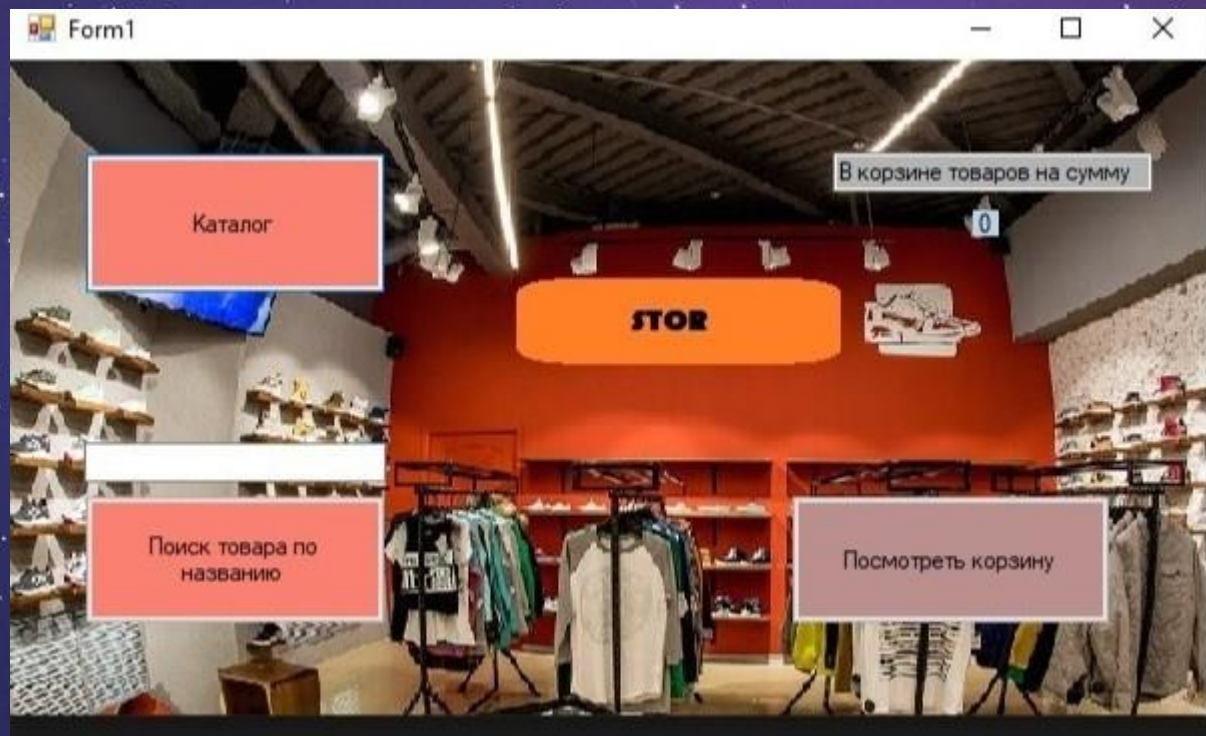 Form1
Каталог
В корзине товаров на сумму
0
STOR
Поиск товара по
названию
Посмотреть корзину